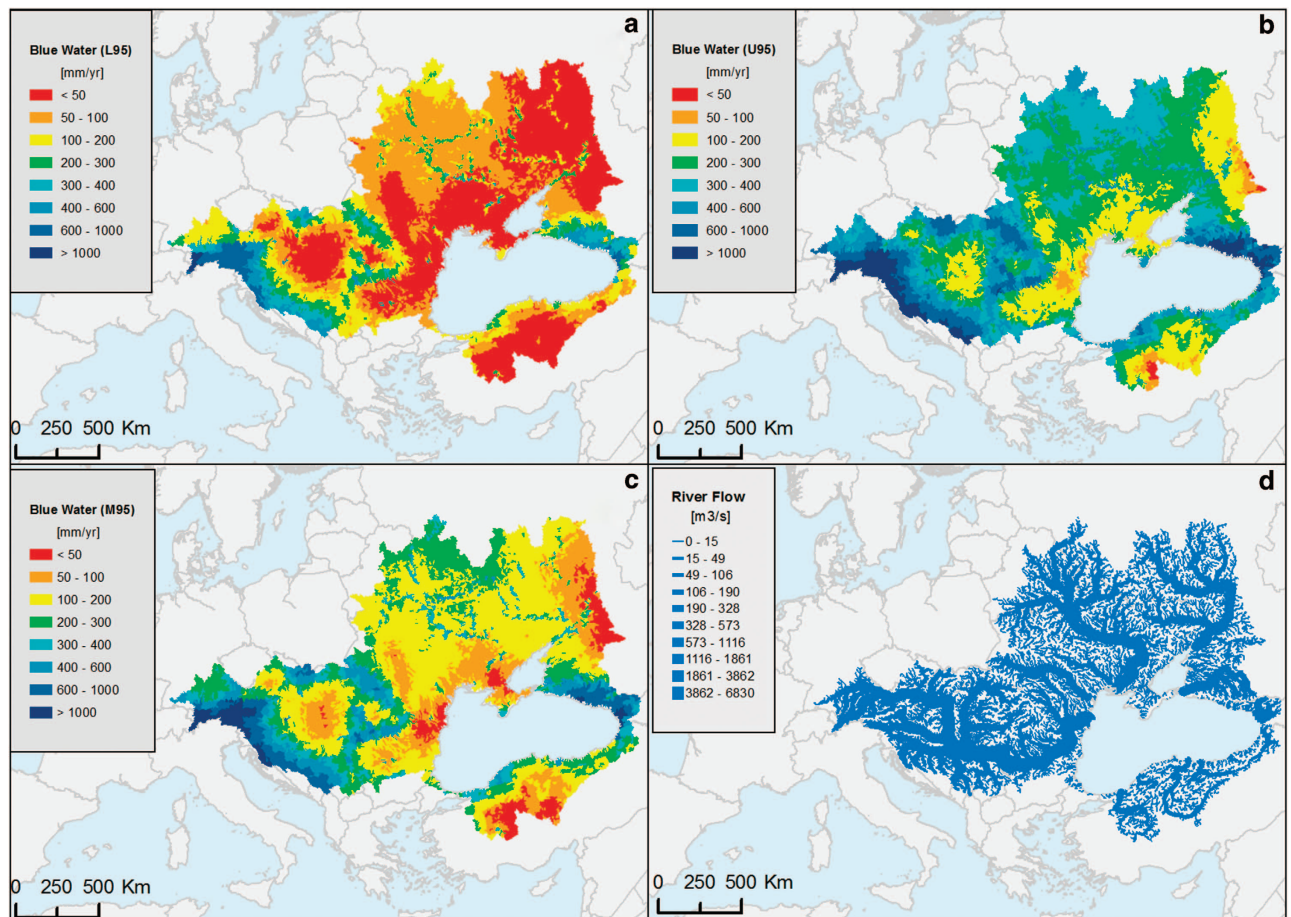 a
Blue Water (L95)
[mm/yr]
< 50
50 - 100
100 - 200
200 - 300
300 - 400
400 - 600
600 - 1000
> 1000
0 250 500 Km
b
Blue Water (U95)
[mm/yr]
< 50
50 - 100
100 - 200
200 - 300
300 - 400
400 - 600
600 - 1000
> 1000
0 250 500 Km
c
Blue Water (M95)
[mm/yr]
< 50
50 - 100
100 - 200
200 - 300
300 - 400
400 - 600
600 - 1000
> 1000
0 250 500 Km
d
River Flow
[m3/s]
0 - 15
15 - 49
49 - 106
106 - 190
190 - 328
328 - 573
573 - 1116
1116 - 1861
1861 - 3862
3862 - 6830
0 250 500 Km